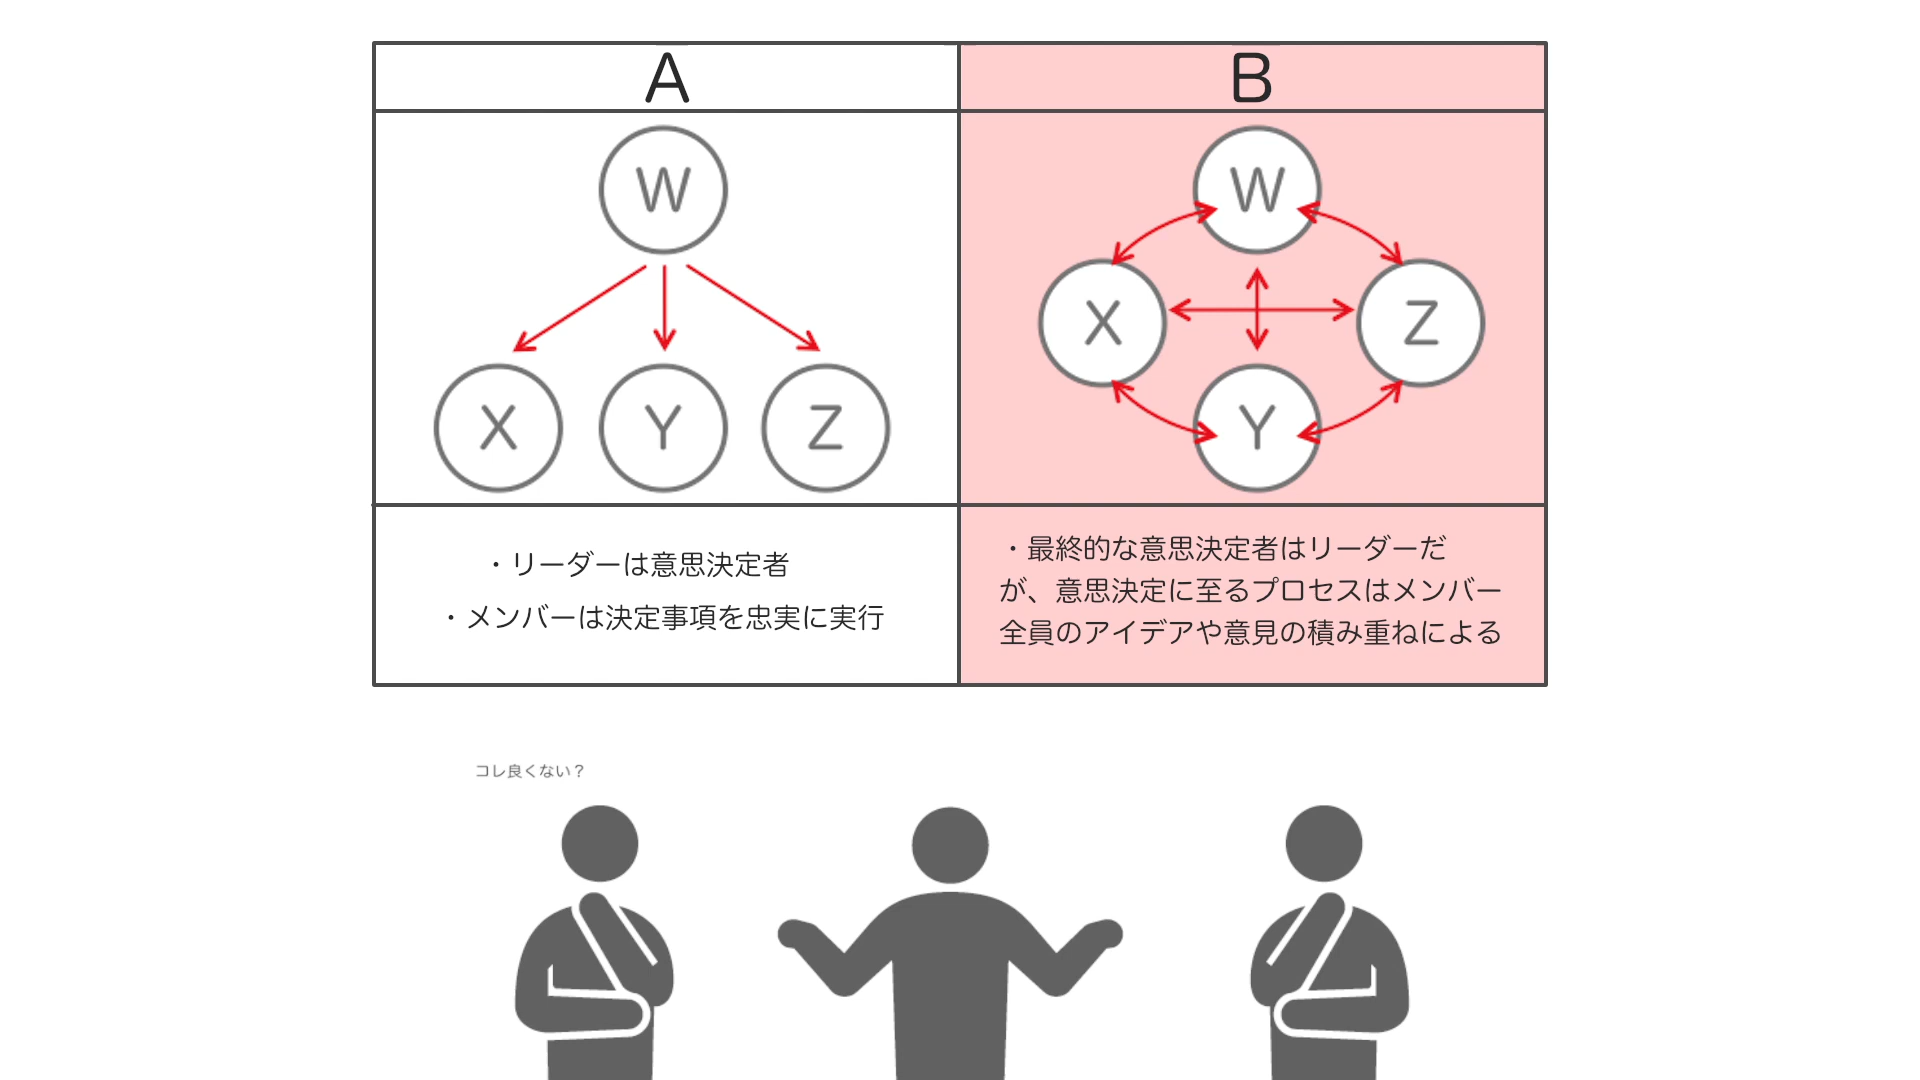 A
B
W
X
Y
Z
W
X
Z
Y
・リーダーは意思決定者
・メンバーは決定事項を忠実に実行
・最終的な意思決定者はリーダーだ
が、意思決定に至るプロセスはメンバー
全員のアイデアや意見の積み重ねによる
コレ良くない？